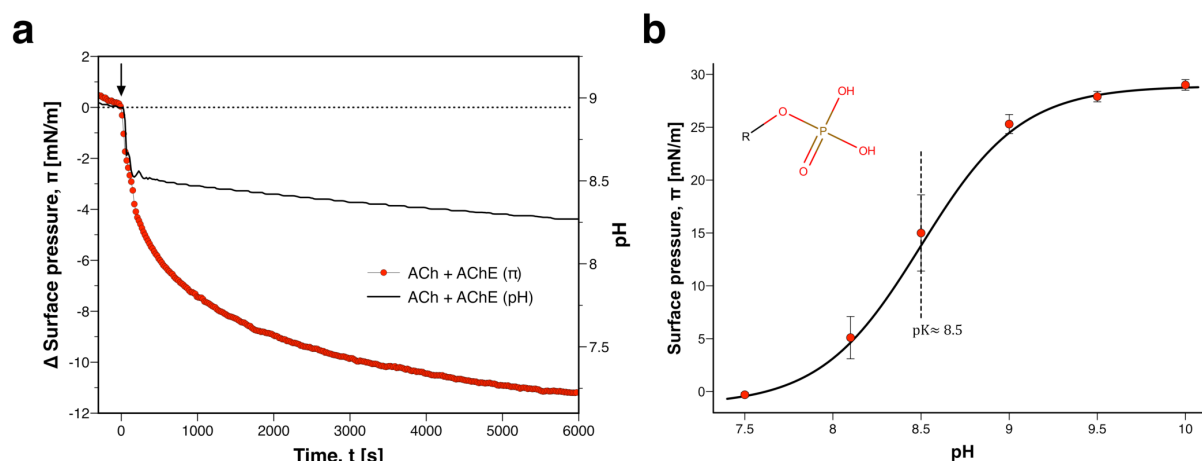 a
b
2
0
-2
-4
-6
-8
-10
-12
Δ Surface pressure, π [mN/m]
9
8.5
8
7.5
pH
ACh + AChE (π)
ACh + AChE (pH)
0
1000
2000
3000
4000
5000
6000
Time, t [s]
30
25
20
15
10
5
0
Surface pressure, π [mN/m]
OH
O
P
R
OH
O
pK≈ 8.5
7.5
8
8.5
9
9.5
10
pH